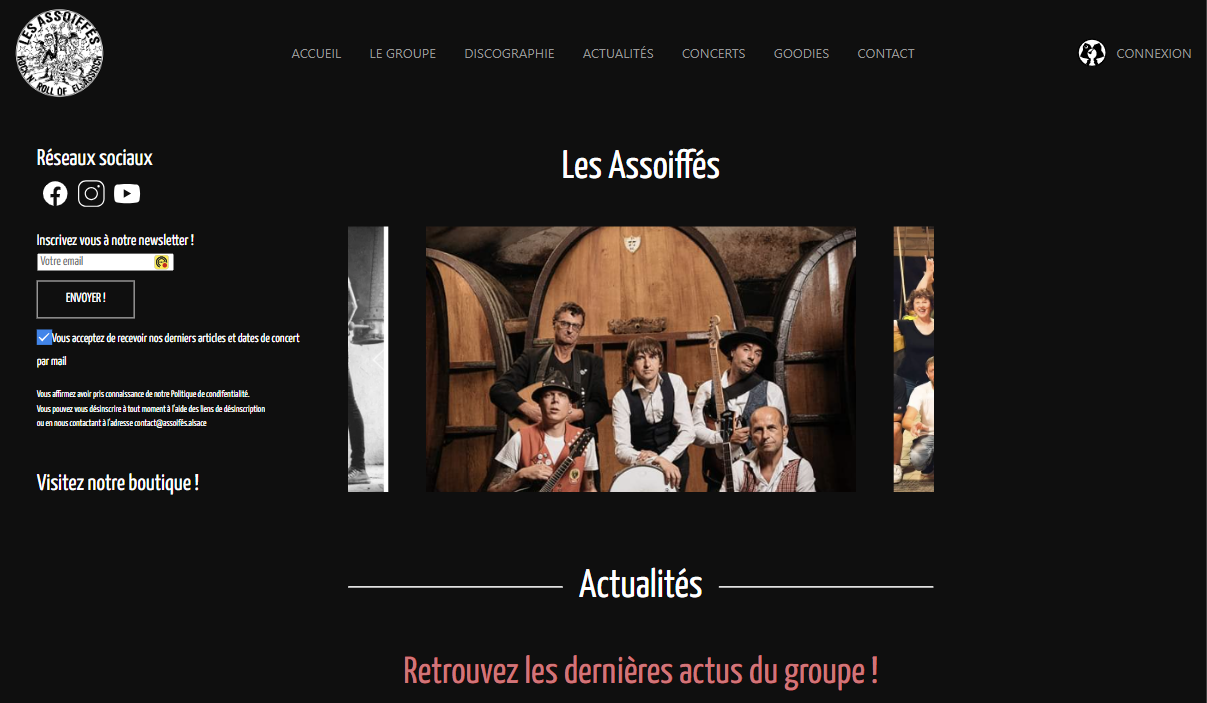 LES ASSOIFFÉS
ROCK N' ROLL OF ELSASSISCH
ACCUEIL
LE GROUPE
DISCOGRAPHIE
ACTUALITÉS
CONCERTS
GOODIES
CONTACT
CONNEXION
Réseaux sociaux
Inscrivez vous à notre newsletter !
Votre email
ENVOYER !
Vous acceptez de recevoir nos derniers articles et dates de concert
par mail
Vous affirmez avoir pris connaissance de notre Politique de condifentialité.
Vous pouvez vous désinscrire à tout moment à l'aide des liens de désinscription
ou en nous contactant à l'adresse contact@assoifés.alsace
Visitez notre boutique !
Les Assoiffés
Actualités
Retrouvez les dernières actus du groupe !